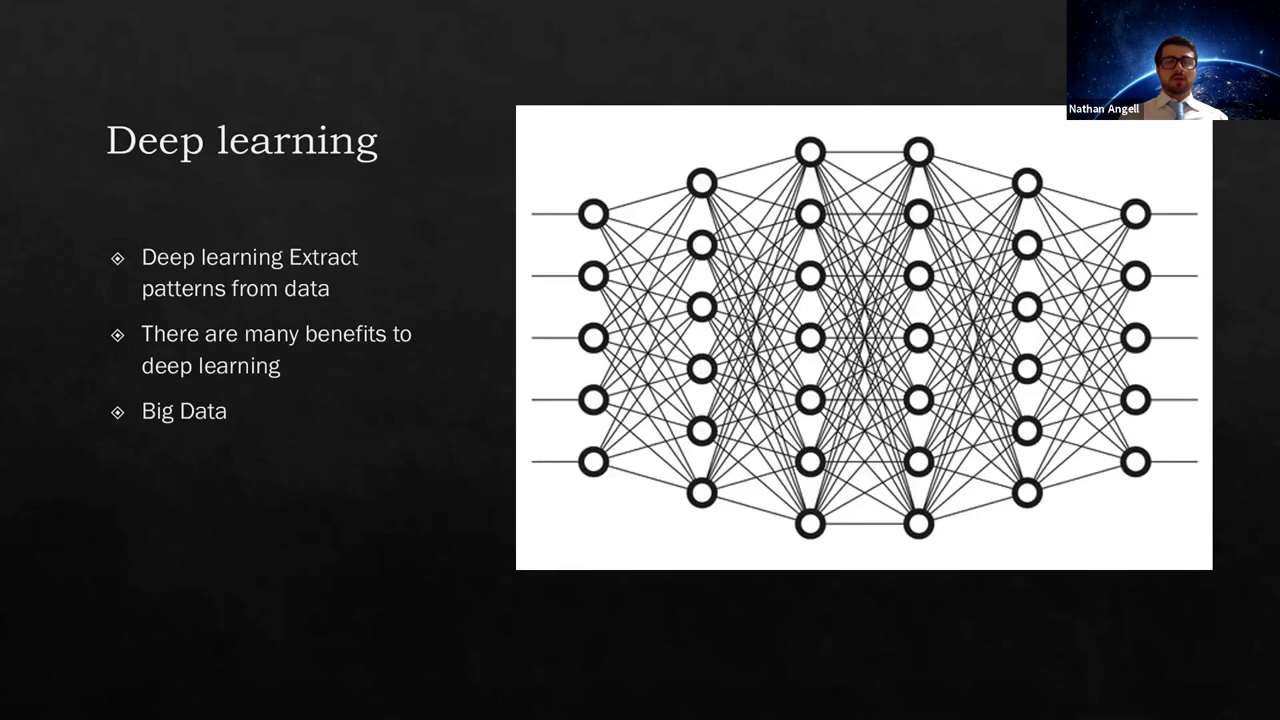 Nathan Angell
Deep learning
Deep learning Extract
patterns from data
There are many benefits to
deep learning
Big Data